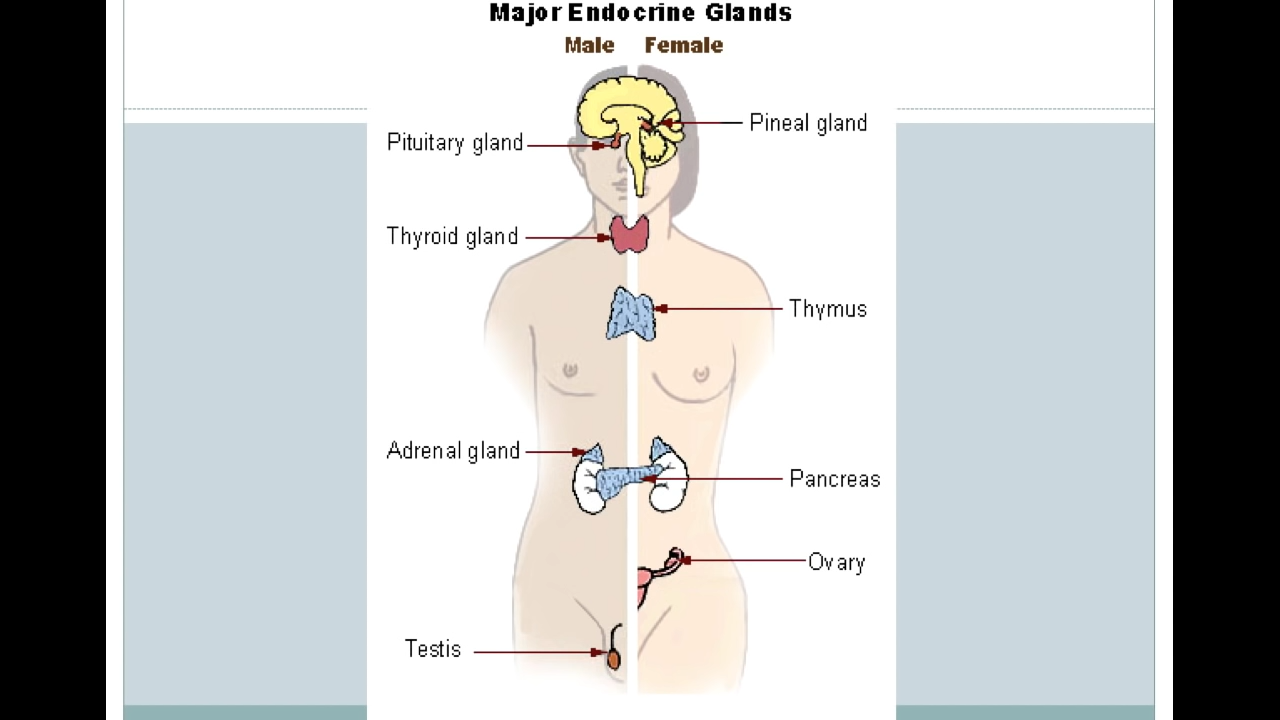 Major Endocrine Glands
Male Female
Pineal gland
Pituitary gland
Thyroid gland
Thymus
Adrenal gland
Pancreas
Ovary
Testis